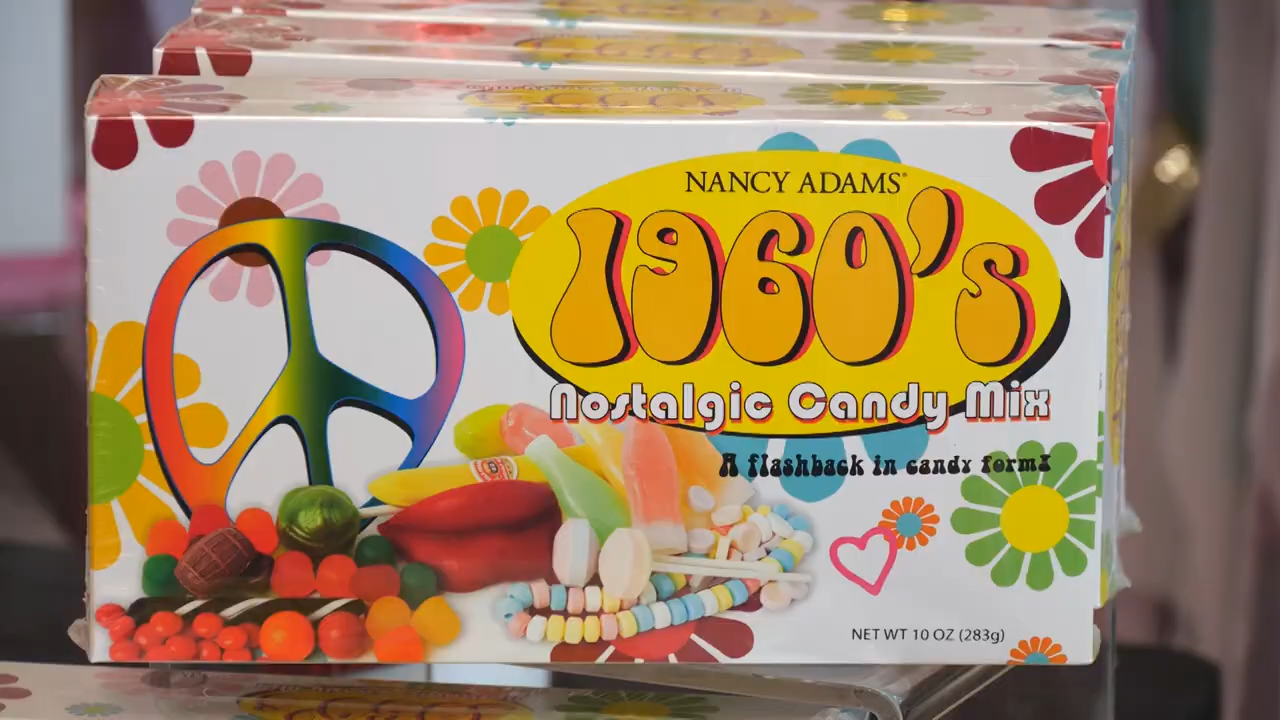 NANCY ADAMS®
1960's
Nostalgic Candy Mix
A flashback in candy form!
NET WT 10 OZ (283g)